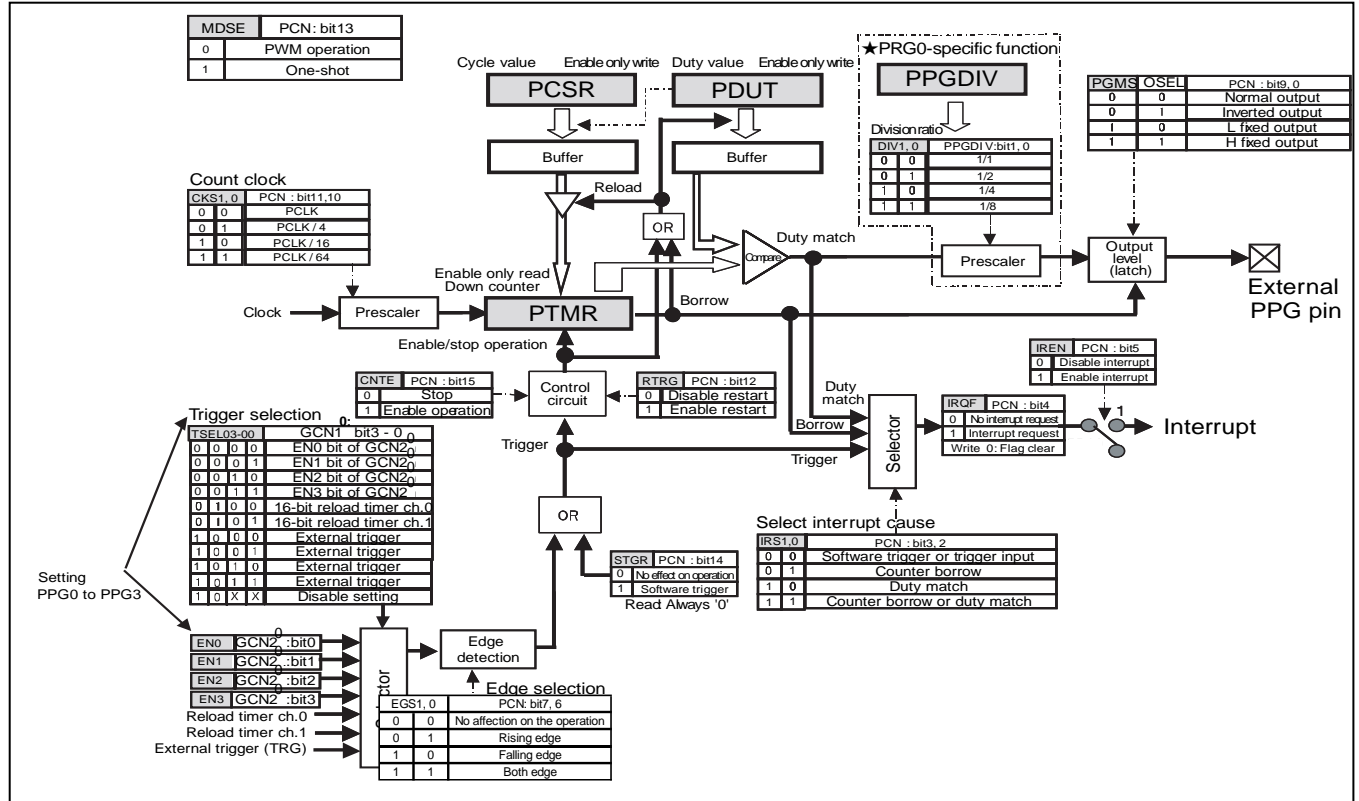 MDSE PCN: bit13
0 PWM operation
1 One-shot
Cycle value Enable only write Duty value Enable only write
PCSR
PDUT
★PRG0-specific function
PPGDIV
PGMS OSEL PCN : bit9, 0
0 0 Normal output
0 1 Inverted output
1 0 L fixed output
1 1 H fixed output
Buffer
Buffer
Division ratio
DIV1, 0 PPGDIV:bit1, 0
0 0 1/1
0 1 1/2
1 0 1/4
1 1 1/8
Count clock
CKS1, 0 PCN : bit11,10
0 0 PCLK
0 1 PCLK / 4
1 0 PCLK / 16
1 1 PCLK / 64
Reload
OR
Compare
Duty match
Prescaler
Output
level
(latch)
External
PPG pin
Enable only read
Down counter
Clock
Prescaler
PTMR
Borrow
Enable/stop operation
CNTE PCN : bit15
0 Stop
1 Enable operation
Control
circuit
RTRG PCN : bit12
0 Disable restart
1 Enable restart
IREN PCN : bit5
0 Disable interrupt
1 Enable interrupt
Duty
match
Borrow
Trigger
Selector
IRQF PCN : bit4
0 No interrupt request
1 Interrupt request
Write 0: Flag clear
1
Interrupt
Trigger selection
0:
TSEL03-00 GCN1 bit3 - 0 0
0 0 0 0 EN0 bit of GCN2 0
0 0 0 1 EN1 bit of GCN2 0
0 0 1 0 EN2 bit of GCN2 0
0 0 1 1 EN3 bit of GCN2 0
0 1 0 0 16-bit reload timer ch.0
0 1 0 1 16-bit reload timer ch.1
1 0 0 0 External trigger
1 0 0 1 External trigger
1 0 1 0 External trigger
1 0 1 1 External trigger
1 0 X X Disable setting
Trigger
OR
STGR PCN : bit14
0 No effect on operation
1 Software trigger
Read: Always '0'
Select interrupt cause
IRS1,0 PCN : bit3, 2
0 0 Software trigger or trigger input
0 1 Counter borrow
1 0 Duty match
1 1 Counter borrow or duty match
Setting
PPG0 to PPG3
EN0 GCN2 0 :bit0
EN1 GCN2 0 :bit1
EN2 GCN2 0 :bit2
EN3 GCN2 0 :bit3
Reload timer ch.0
Reload timer ch.1
External trigger (TRG)
Edge
detection
Edge selection
EGS1, 0 PCN: bit7, 6
0 0 No affection on the operation
0 1 Rising edge
1 0 Falling edge
1 1 Both edge